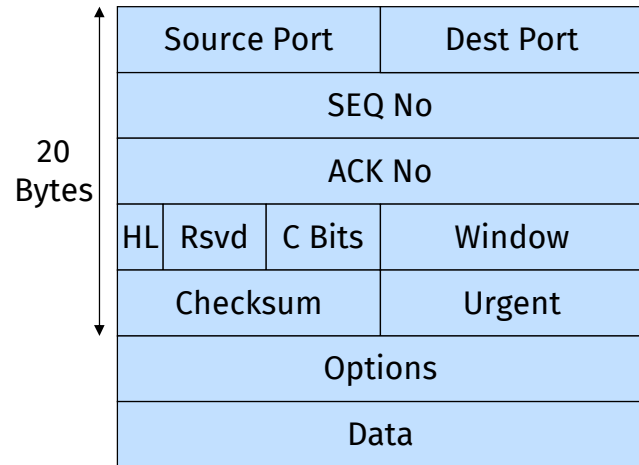 Source Port
Dest Port
SEQ No
ACK No
20
Bytes
HL
Rsvd
C Bits
Window
Checksum
Urgent
Options
Data